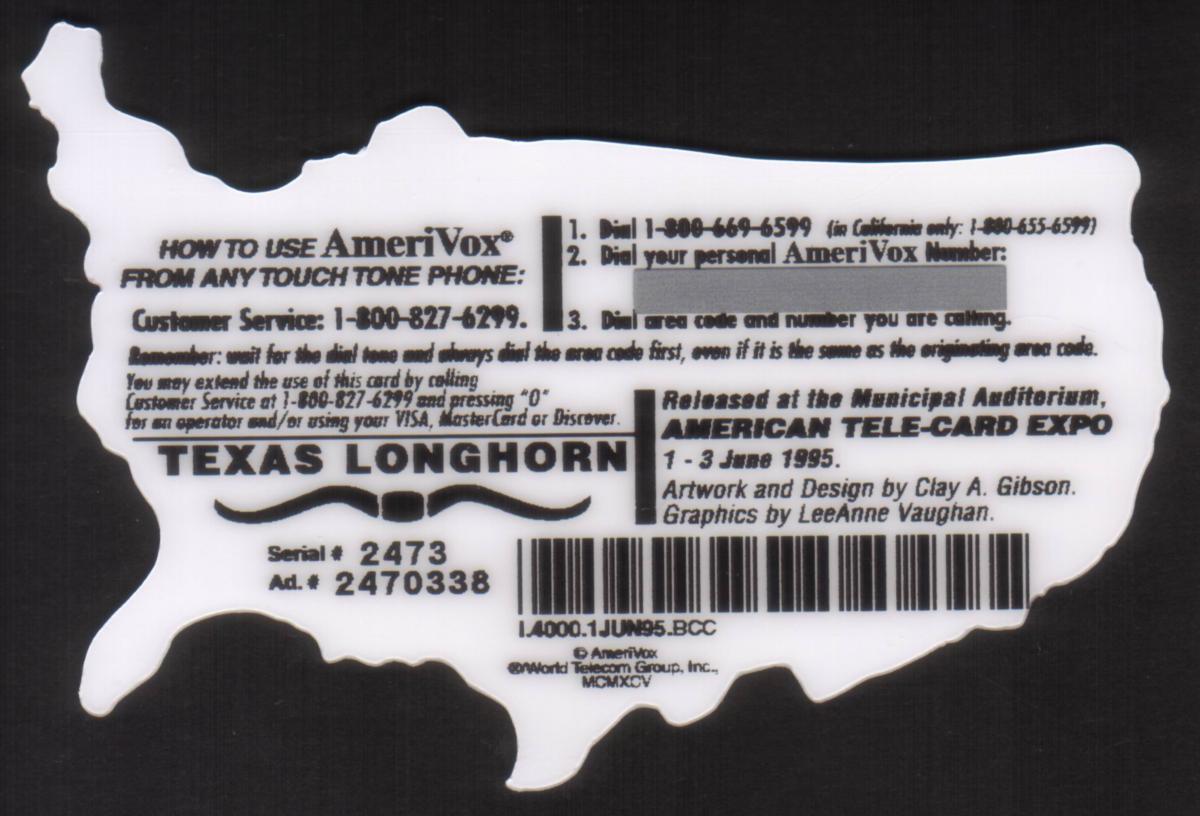 HOW TO USE AmeriVox®
FROM ANY TOUCH TONE PHONE:
Customer Service: 1-800-827-6299.
1. Dial 1-800-669-6599 (in California only: 1-800-655-6599)
2. Dial your personal AmeriVox Number:
3. Dial area code and number you are calling.
Remember: wait for the dial tone and always dial the area code first, even if it is the same as the originating area code.
You may extend the use of this card by calling
Customer Service at 1-800-827-6299 and pressing "0"
for an operator and/or using your VISA, MasterCard or Discover.
TEXAS LONGHORN
Serial # 2473
Ad. # 2470338
Released at the Municipal Auditorium,
AMERICAN TELE-CARD EXPO
1 - 3 June 1995.
Artwork and Design by Clay A. Gibson.
Graphics by LeeAnne Vaughan.
I.4000.1JUN95.BCC
© AmeriVox
®/World Telecom Group, Inc.,
MCMXCV